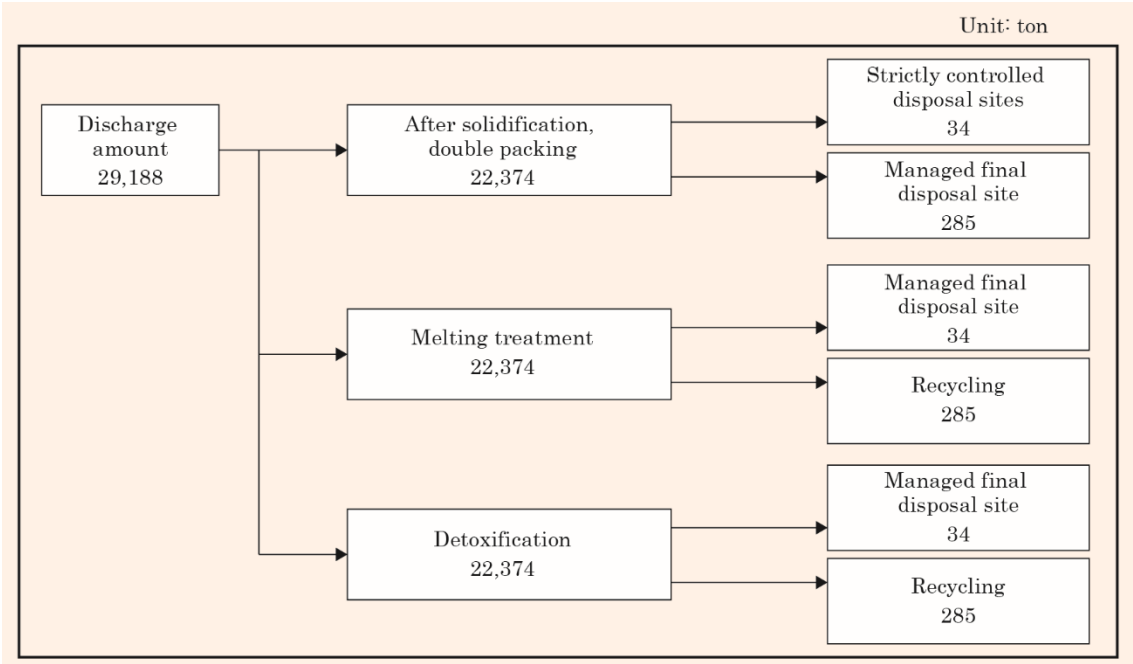 Unit: ton
Discharge
amount
29,188
After solidification,
double packing
22,374
Strictly controlled
disposal sites
34
Managed final
disposal site
285
Melting treatment
22,374
Managed final
disposal site
34
Recycling
285
Detoxification
22,374
Managed final
disposal site
34
Recycling
285